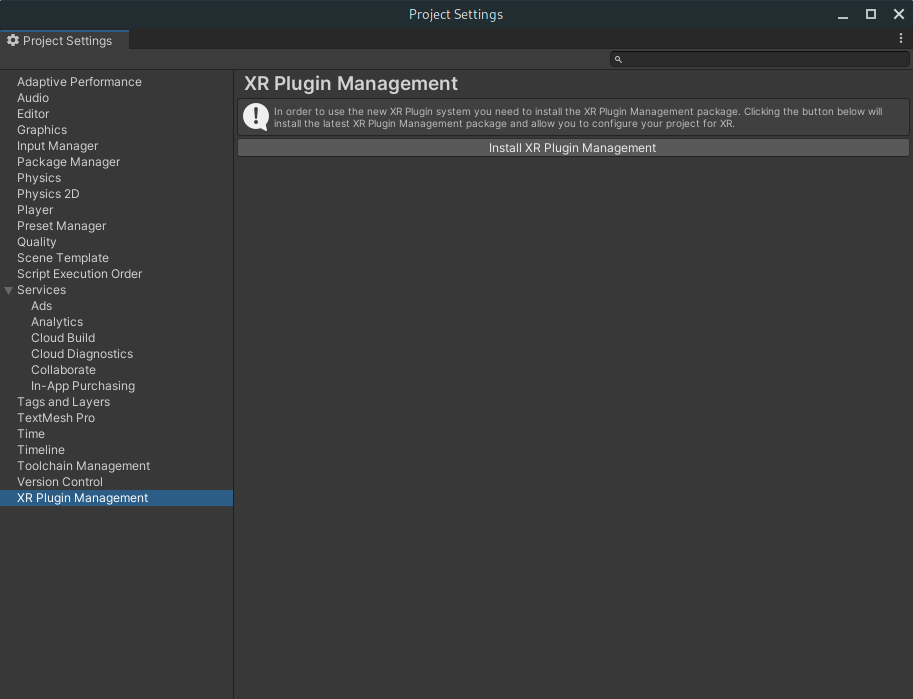 Project Settings
Project Settings
Adaptive Performance
Audio
Editor
Graphics
Input Manager
Package Manager
Physics
Physics 2D
Player
Preset Manager
Quality
Scene Template
Script Execution Order
Services
Ads
Analytics
Cloud Build
Cloud Diagnostics
Collaborate
In-App Purchasing
Tags and Layers
TextMesh Pro
Time
Timeline
Toolchain Management
Version Control
XR Plugin Management
XR Plugin Management
In order to use the new XR Plugin system you need to install the XR Plugin Management package. Clicking the button below will
install the latest XR Plugin Management package and allow you to configure your project for XR.
Install XR Plugin Management